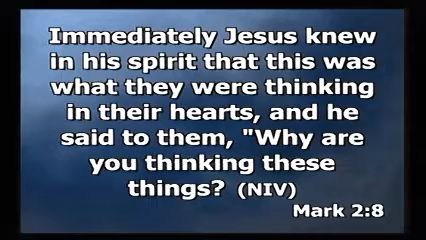 Immediately Jesus knew
in his spirit that this was
what they were thinking
in their hearts, and he
said to them, "Why are
you thinking these
things? (NIV)
Mark 2:8